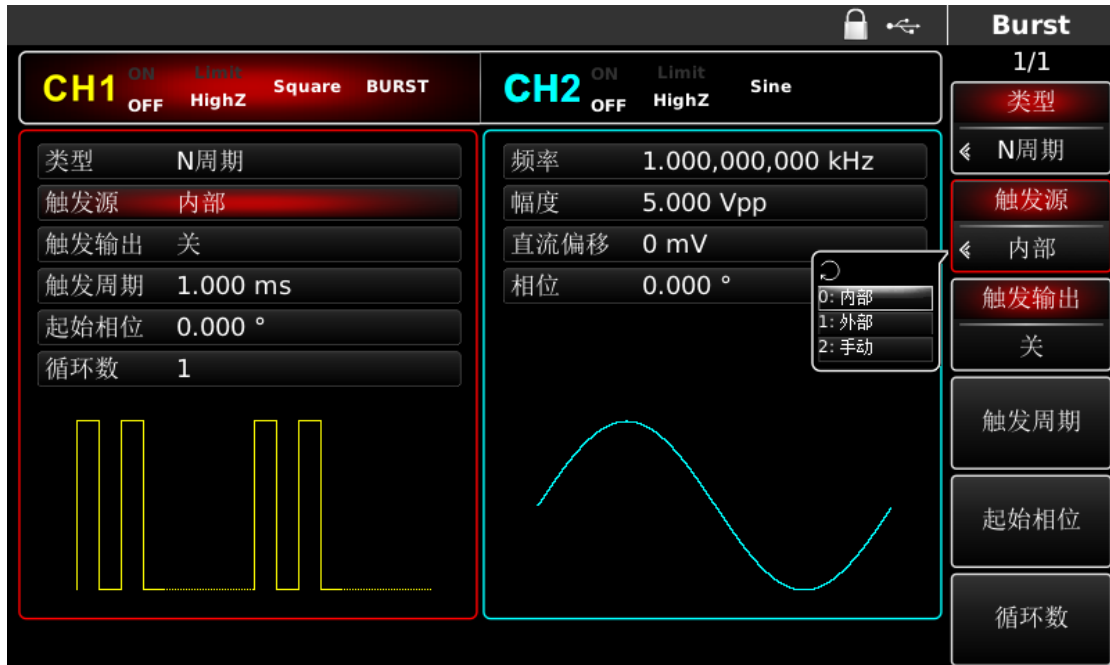 Burst
1/1
CH1 ON OFF Limit HighZ Square BURST
CH2 ON OFF Limit HighZ Sine
类型 N周期
触发源 内部
触发输出 关
触发周期 1.000 ms
起始相位 0.000 °
循环数 1
频率 1.000,000,000 kHz
幅度 5.000 Vpp
直流偏移 0 mV
相位 0.000 °
0: 内部
1: 外部
2: 手动
类型
N周期
触发源
内部
触发输出
关
触发周期
起始相位
循环数